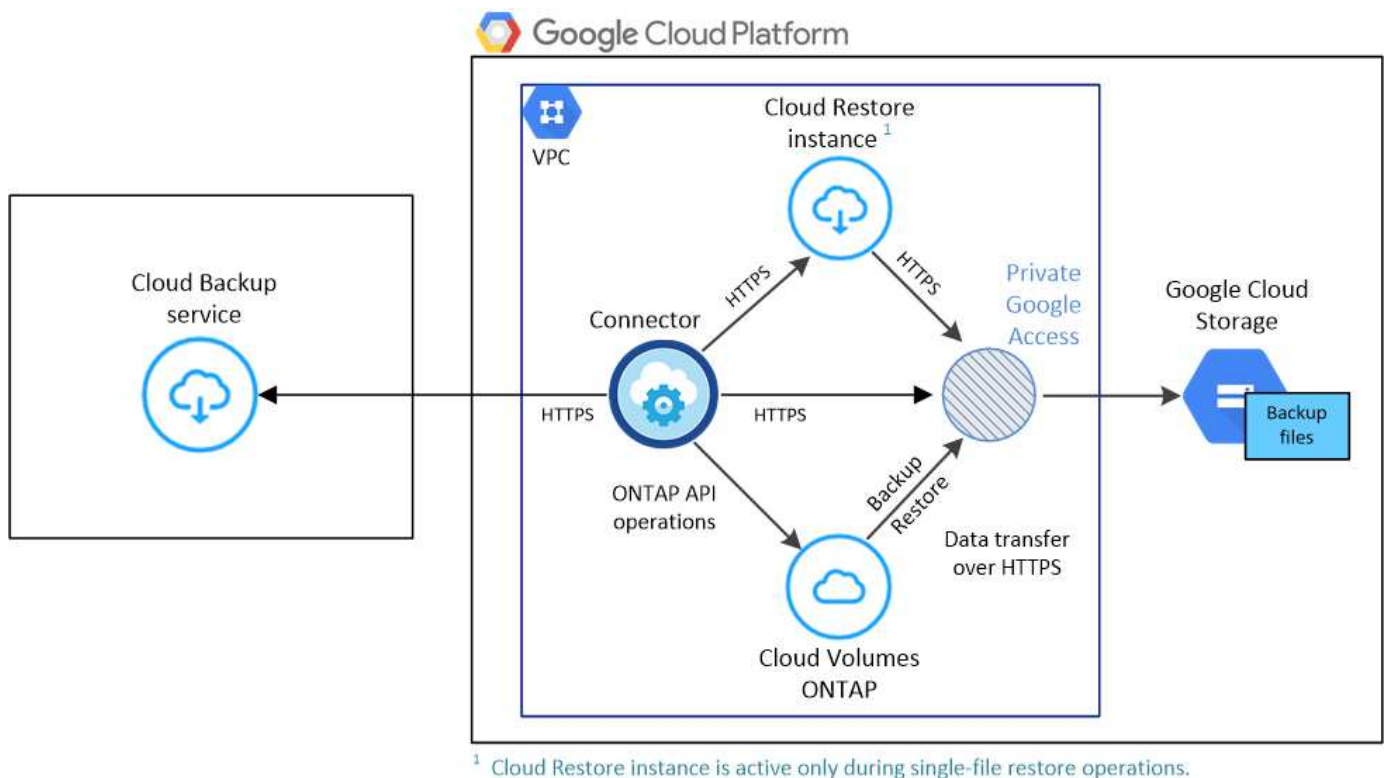 Google Cloud Platform
VPC
Cloud Restore
instance 1
HTTPS
HTTPS
Private
Google
Access
Cloud Backup
service
Connector
Google Cloud
Storage
HTTPS
HTTPS
Backup
files
ONTAP API
operations
Backup
Restore
Data transfer
over HTTPS
Cloud Volumes
ONTAP
1 Cloud Restore instance is active only during single-file restore operations.